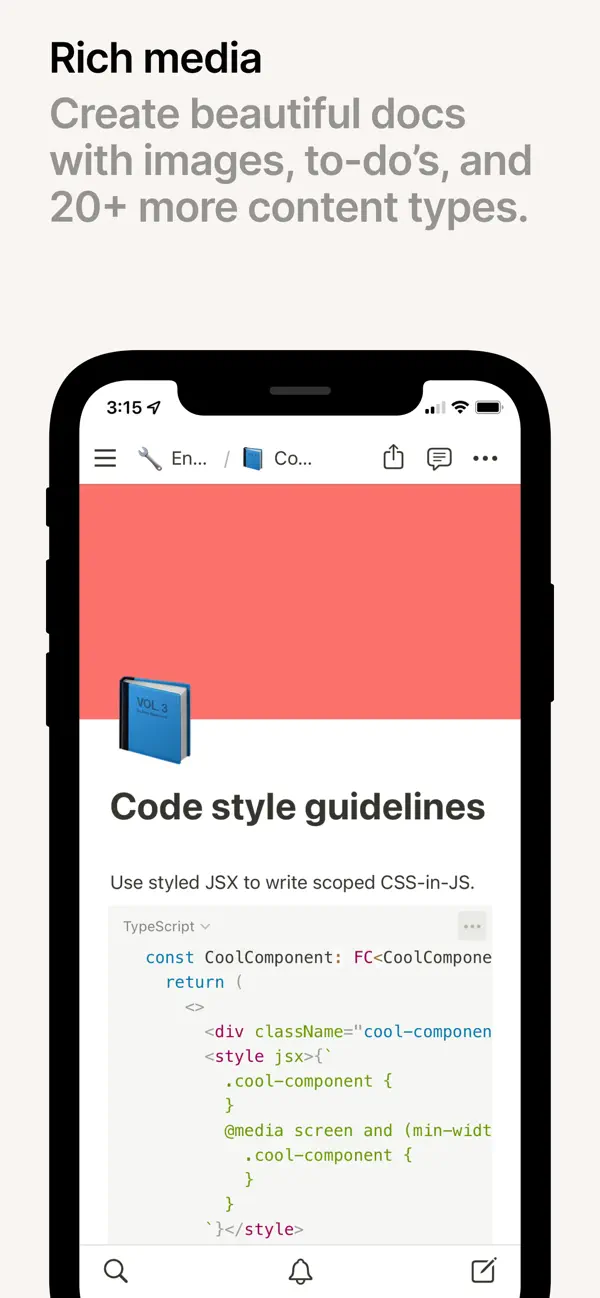 Rich media
Create beautiful docs
with images, to-do’s, and
20+ more content types.
3:15
En... / Co...
VOL. 3
Code style guidelines
Use styled JSX to write scoped CSS-in-JS.
TypeScript
const CoolComponent: FC<CoolCompone
return (
<>
<div className="cool-componen
<style jsx>{`
.cool-component {
}
@media screen and (min-widt
.cool-component {
}
}
`}</style>